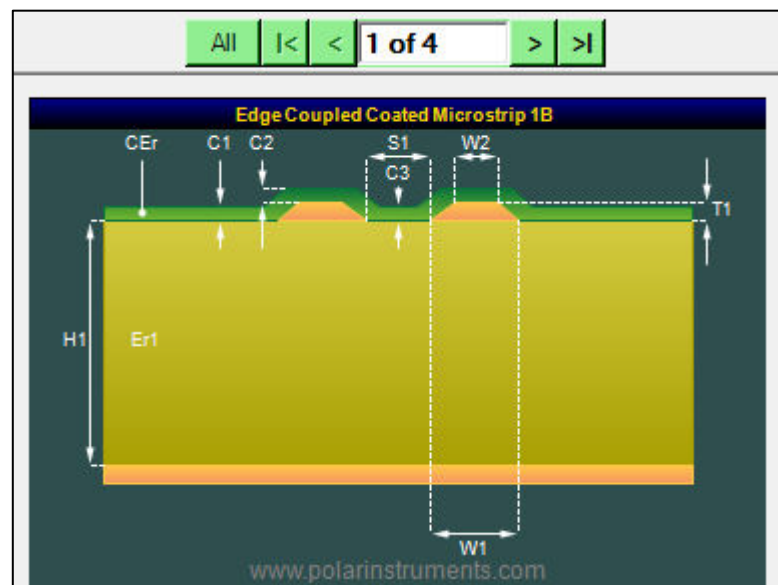 All |< < 1 of 4 > >|
Edge Coupled Coated Microstrip 1B
CEr C1 C2 S1 W2
C3
T1
H1 Er1
W1
www.polarinstruments.com